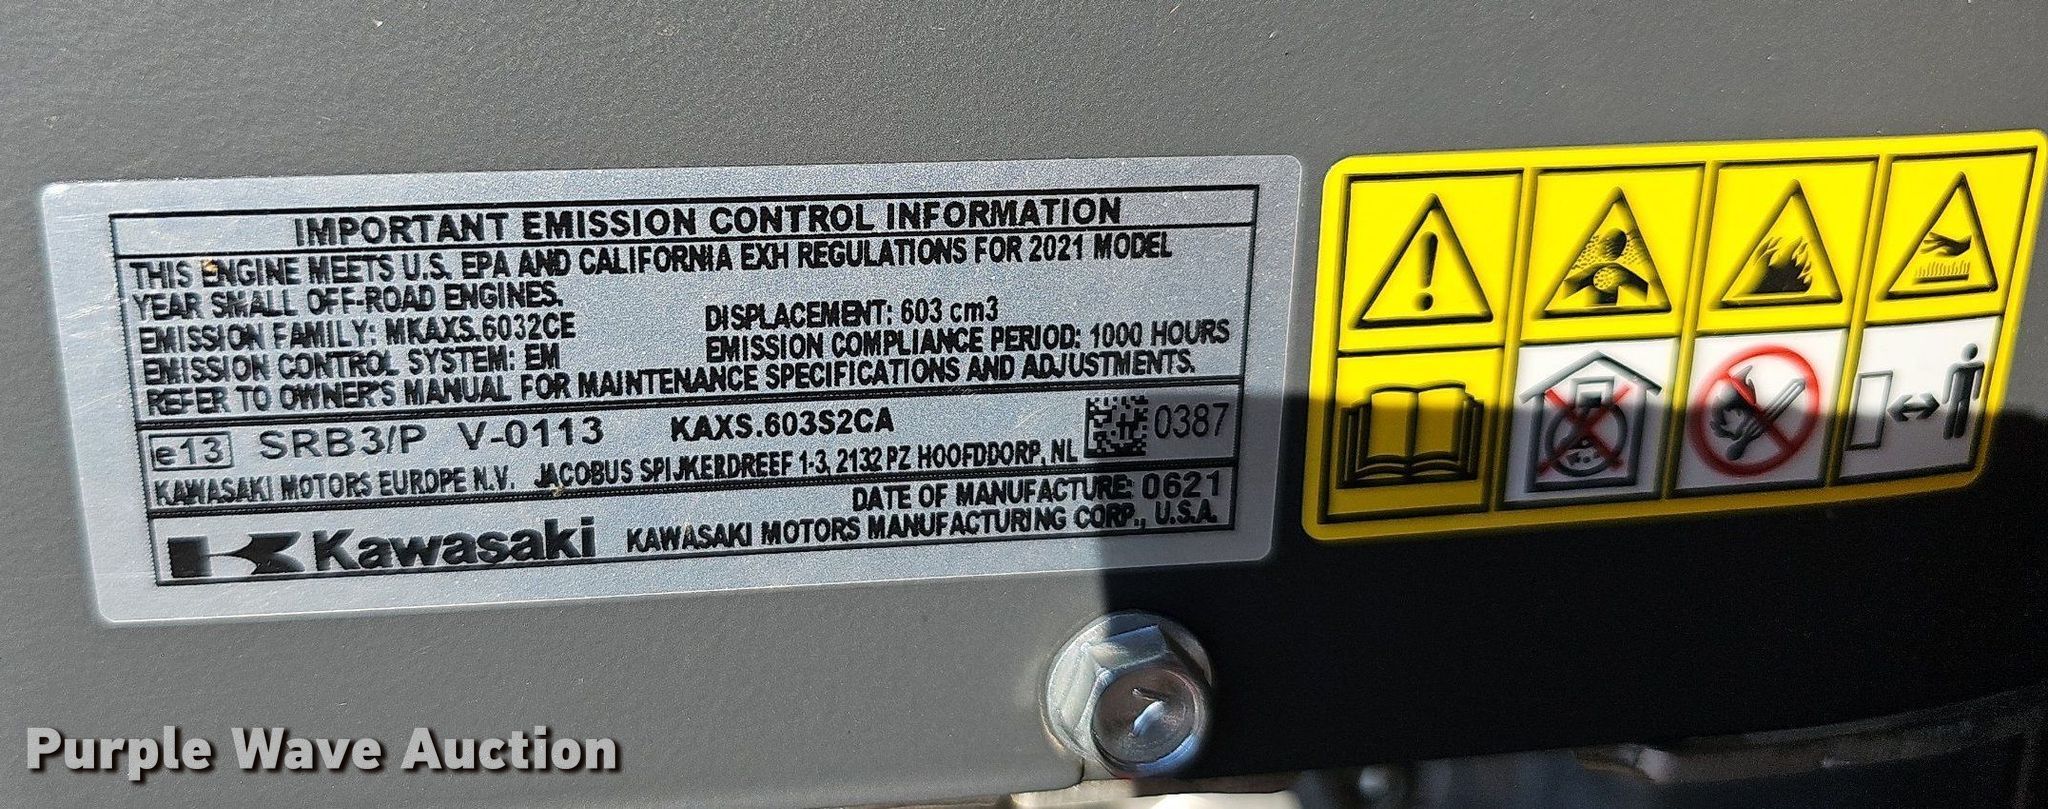 IMPORTANT EMISSION CONTROL INFORMATION
THIS ENGINE MEETS U.S. EPA AND CALIFORNIA EXH REGULATIONS FOR 2021 MODEL
YEAR SMALL OFF-ROAD ENGINES.
DISPLACEMENT: 603 cm3
EMISSION FAMILY: MKAXS.6032CE
EMISSION COMPLIANCE PERIOD: 1000 HOURS
EMISSION CONTROL SYSTEM: EM
REFER TO OWNER'S MANUAL FOR MAINTENANCE SPECIFICATIONS AND ADJUSTMENTS.
e13 SRB3/P V-0113 KAXS.603S2CA 0387
KAWASAKI MOTORS EUROPE N.V. JACOBUS SPIJKERDREEF 1-3, 2132 PZ HOOFDDORP, NL
DATE OF MANUFACTURE: 0621
Kawasaki KAWASAKI MOTORS MANUFACTURING CORP., U.S.A.
Purple Wave Auction